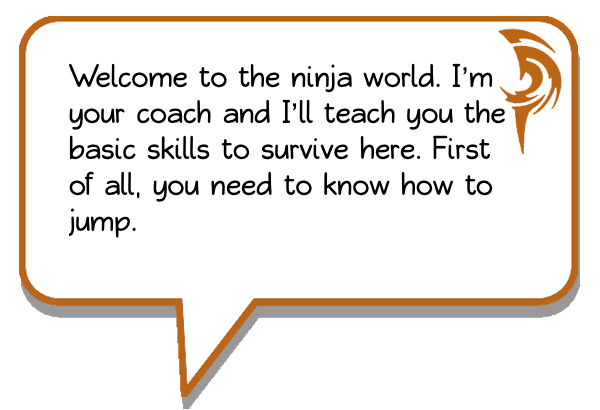 Welcome to the ninja world. I'm
your coach and I'll teach you the
basic skills to survive here. First
of all, you need to know how to
jump.